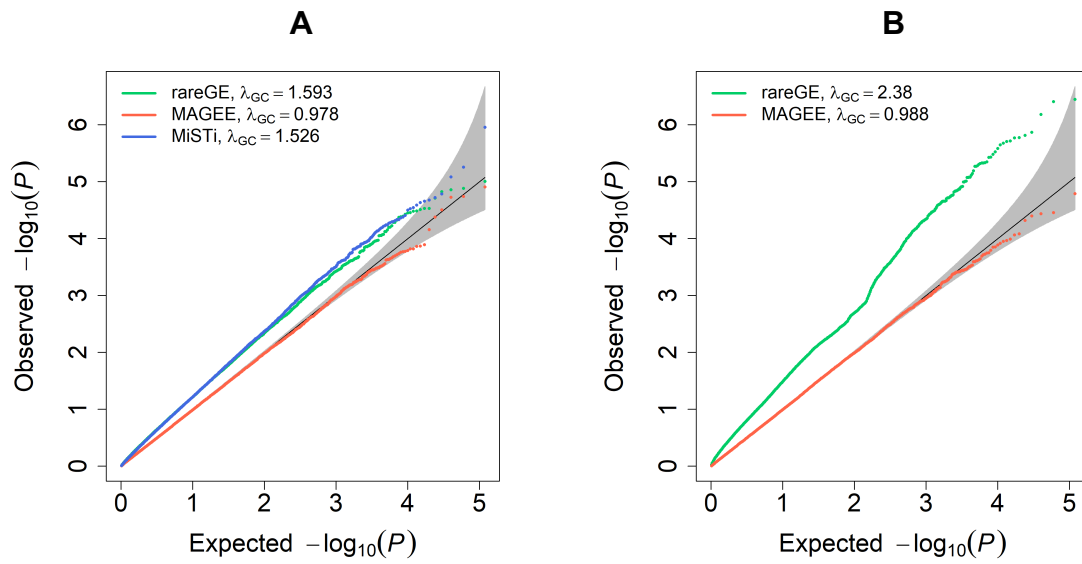 A
rareGE, λGC = 1.593
MAGEE, λGC = 0.978
MiSTi, λGC = 1.526
Observed −log10(P)
6
5
4
3
2
1
0
0 1 2 3 4 5
Expected −log10(P)
B
rareGE, λGC = 2.38
MAGEE, λGC = 0.988
Observed −log10(P)
6
5
4
3
2
1
0
0 1 2 3 4 5
Expected −log10(P)